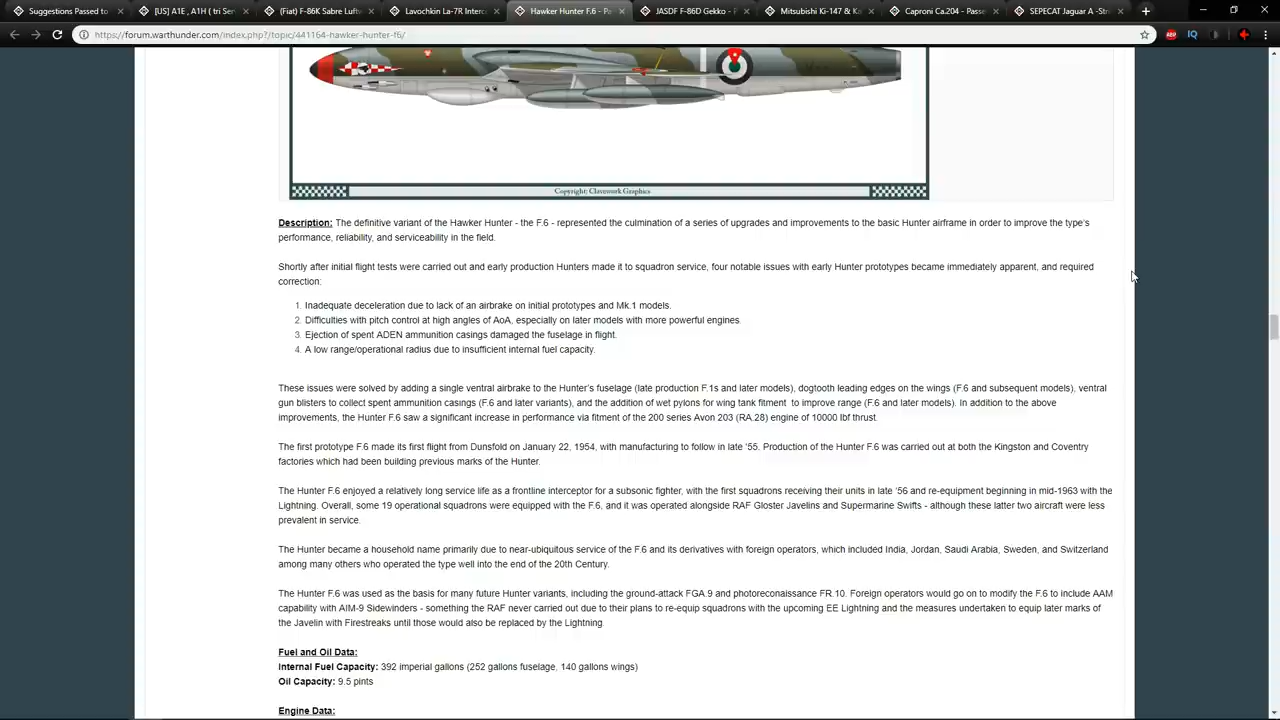 Suggestions Passed to
[US] A1E , A1H ( tri Ser
(Fiat) F-86K Sabre Lufte
Lavochkin La-7R Interc
Hawker Hunter F.6 - Pa
JASDF F-86D Gekko - P
Mitsubishi Ki-147 & Ko
Caproni Ca.204 - Passe
SEPECAT Jaguar A -Stri
https://forum.warthunder.com/index.php?/topic/441164-hawker-hunter-f6/
Copyright: Clavework Graphics
Description: The definitive variant of the Hawker Hunter - the F.6 - represented the culmination of a series of upgrades and improvements to the basic Hunter airframe in order to improve the type's
performance, reliability, and serviceability in the field.
Shortly after initial flight tests were carried out and early production Hunters made it to squadron service, four notable issues with early Hunter prototypes became immediately apparent, and required
correction:
1. Inadequate deceleration due to lack of an airbrake on initial prototypes and Mk.1 models.
2. Difficulties with pitch control at high angles of AoA, especially on later models with more powerful engines.
3. Ejection of spent ADEN ammunition casings damaged the fuselage in flight.
4. A low range/operational radius due to insufficient internal fuel capacity.
These issues were solved by adding a single ventral airbrake to the Hunter's fuselage (late production F.1s and later models), dogtooth leading edges on the wings (F.6 and subsequent models), ventral
gun blisters to collect spent ammunition casings (F.6 and later variants), and the addition of wet pylons for wing tank fitment to improve range (F.6 and later models). In addition to the above
improvements, the Hunter F.6 saw a significant increase in performance via fitment of the 200 series Avon 203 (RA.28) engine of 10000 lbf thrust.
The first prototype F.6 made its first flight from Dunsfold on January 22, 1954, with manufacturing to follow in late '55. Production of the Hunter F.6 was carried out at both the Kingston and Coventry
factories which had been building previous marks of the Hunter.
The Hunter F.6 enjoyed a relatively long service life as a frontline interceptor for a subsonic fighter, with the first squadrons receiving their units in late '56 and re-equipment beginning in mid-1963 with the
Lightning. Overall, some 19 operational squadrons were equipped with the F.6, and it was operated alongside RAF Gloster Javelins and Supermarine Swifts - although these latter two aircraft were less
prevalent in service.
The Hunter became a household name primarily due to near-ubiquitous service of the F.6 and its derivatives with foreign operators, which included India, Jordan, Saudi Arabia, Sweden, and Switzerland
among many others who operated the type well into the end of the 20th Century.
The Hunter F.6 was used as the basis for many future Hunter variants, including the ground-attack FGA.9 and photoreconaissance FR.10. Foreign operators would go on to modify the F.6 to include AAM
capability with AIM-9 Sidewinders - something the RAF never carried out due to their plans to re-equip squadrons with the upcoming EE Lightning and the measures undertaken to equip later marks of
the Javelin with Firestreaks until those would also be replaced by the Lightning.
Fuel and Oil Data:
Internal Fuel Capacity: 392 imperial gallons (252 gallons fuselage, 140 gallons wings)
Oil Capacity: 9.5 pints
Engine Data: